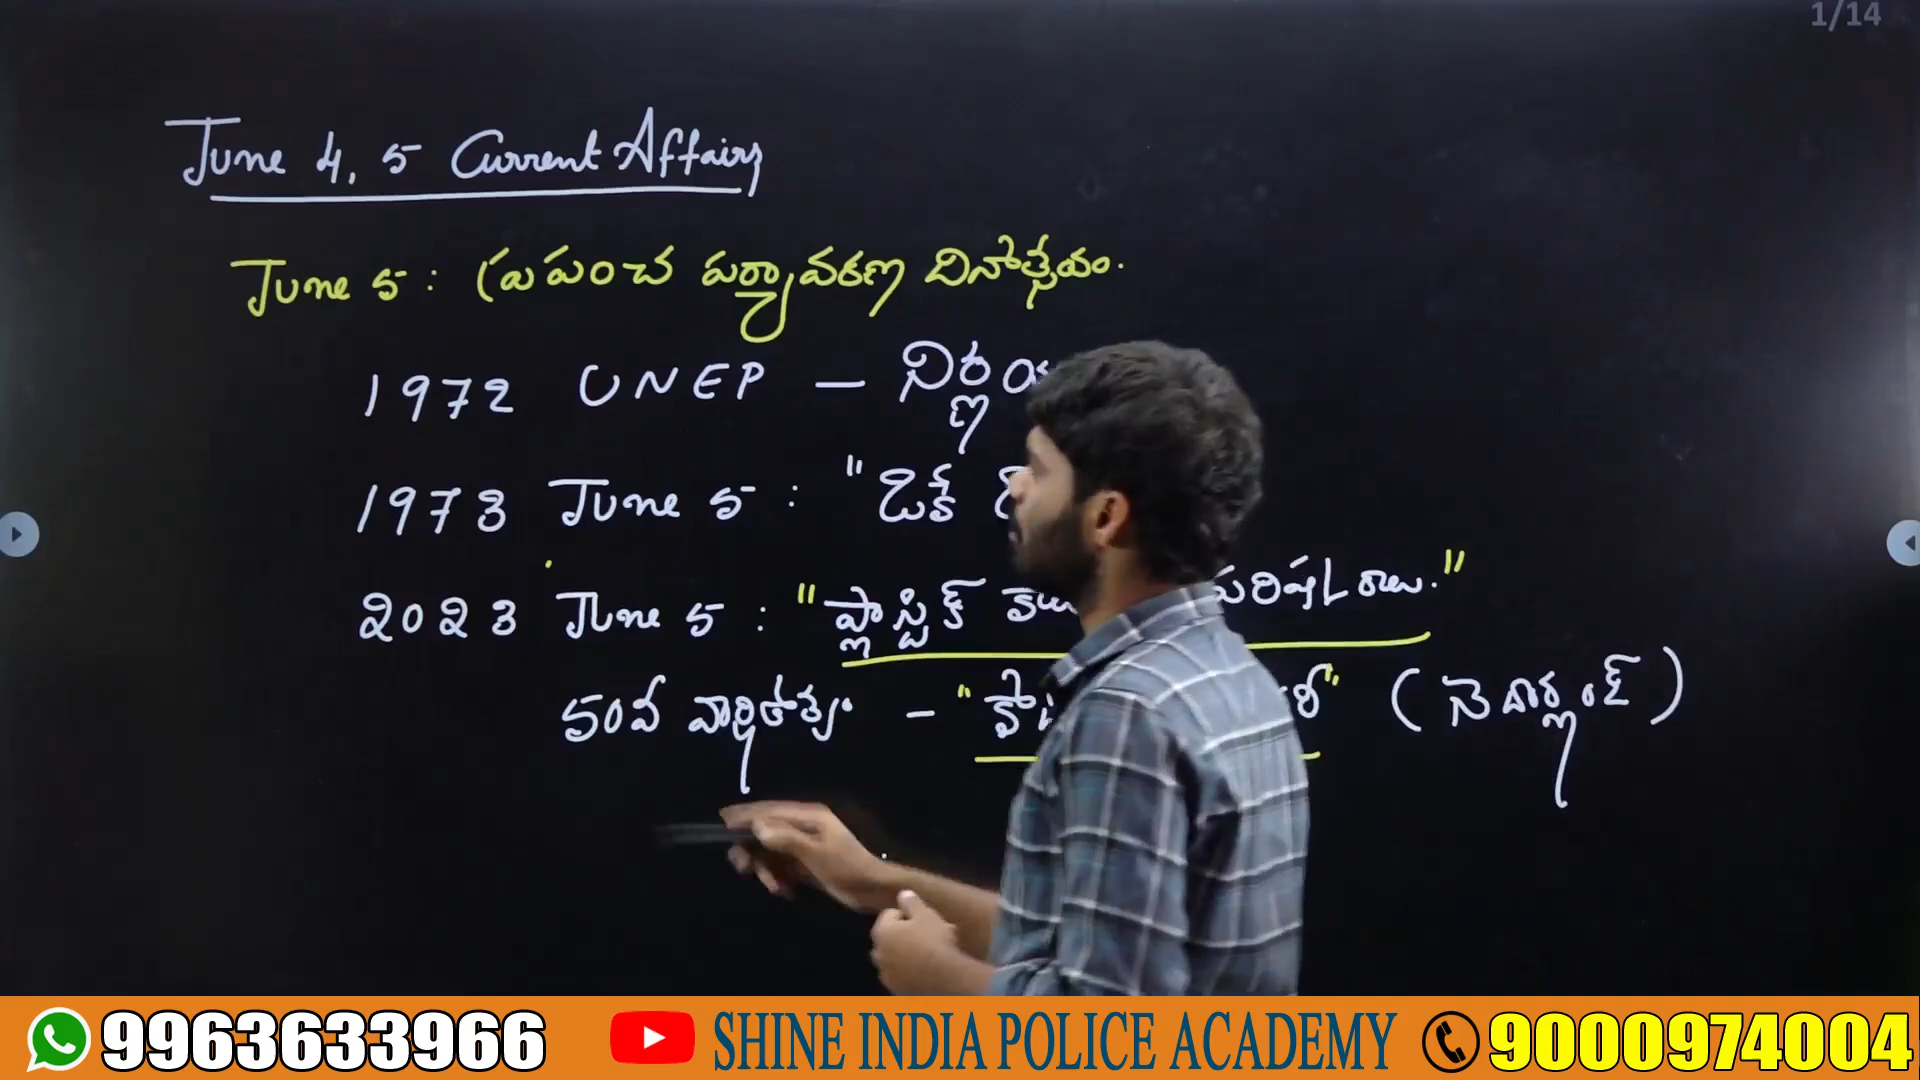 1/14
June 4, 5 Current Affairs
June 5 : ప్రపంచ పర్యావరణ దినోత్సవం.
1972 UNEP –
1973 June 5 : "ఒకే
2023 June 5 : "ప్లాస్టిక్ పరిష్కారాలు."
50వ వార్షికోత్సవం – " " (నెదర్లాండ్)
9963633966 SHINE INDIA POLICE ACADEMY 9000974004